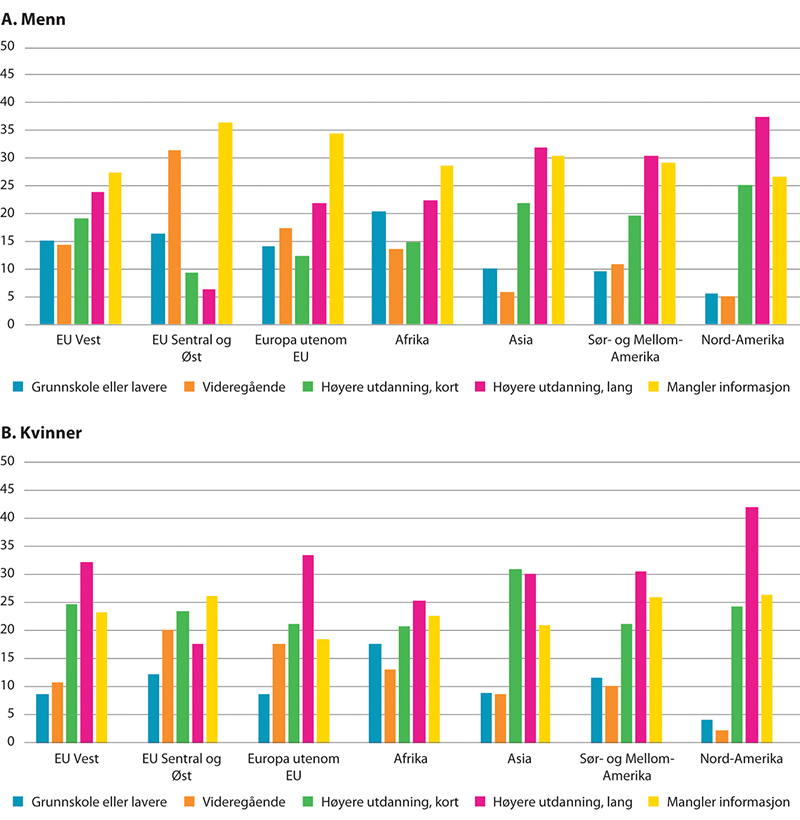 A. Menn
50
45
40
35
30
25
20
15
10
5
0
EU Vest
EU Sentral og
Øst
Europa utenom
EU
Afrika
Asia
Sør- og Mellom-
Amerika
Nord-Amerika
Grunnskole eller lavere
Videregående
Høyere utdanning, kort
Høyere utdanning, lang
Mangler informasjon
B. Kvinner
50
45
40
35
30
25
20
15
10
5
0
EU Vest
EU Sentral og
Øst
Europa utenom
EU
Afrika
Asia
Sør- og Mellom-
Amerika
Nord-Amerika
Grunnskole eller lavere
Videregående
Høyere utdanning, kort
Høyere utdanning, lang
Mangler informasjon